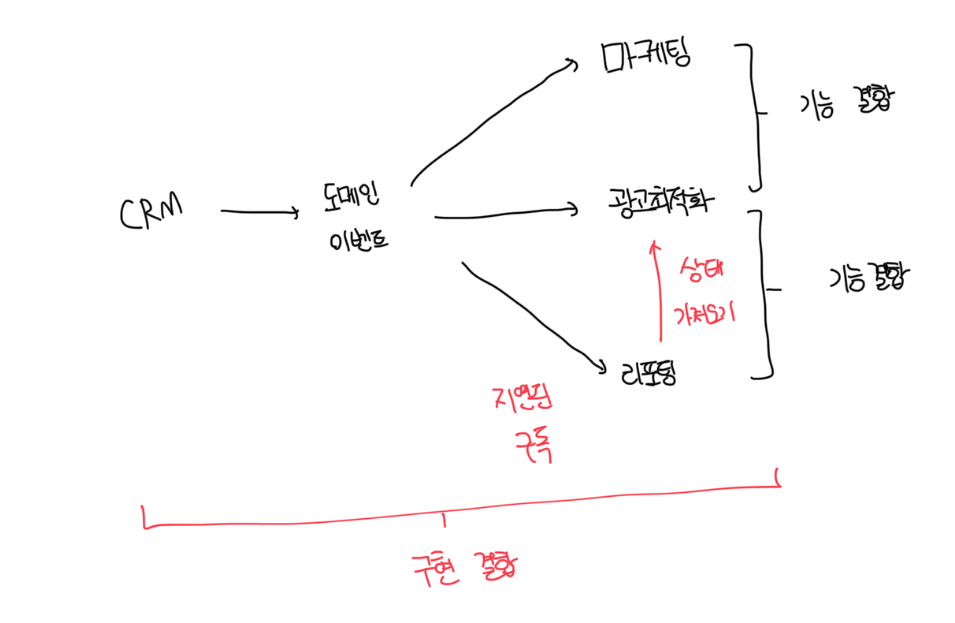 마케팅
기능 결합
CRM
도메인
이벤트
광고최적화
상태
가져오기
기능결합
리포팅
지연된
구독
구현 결합